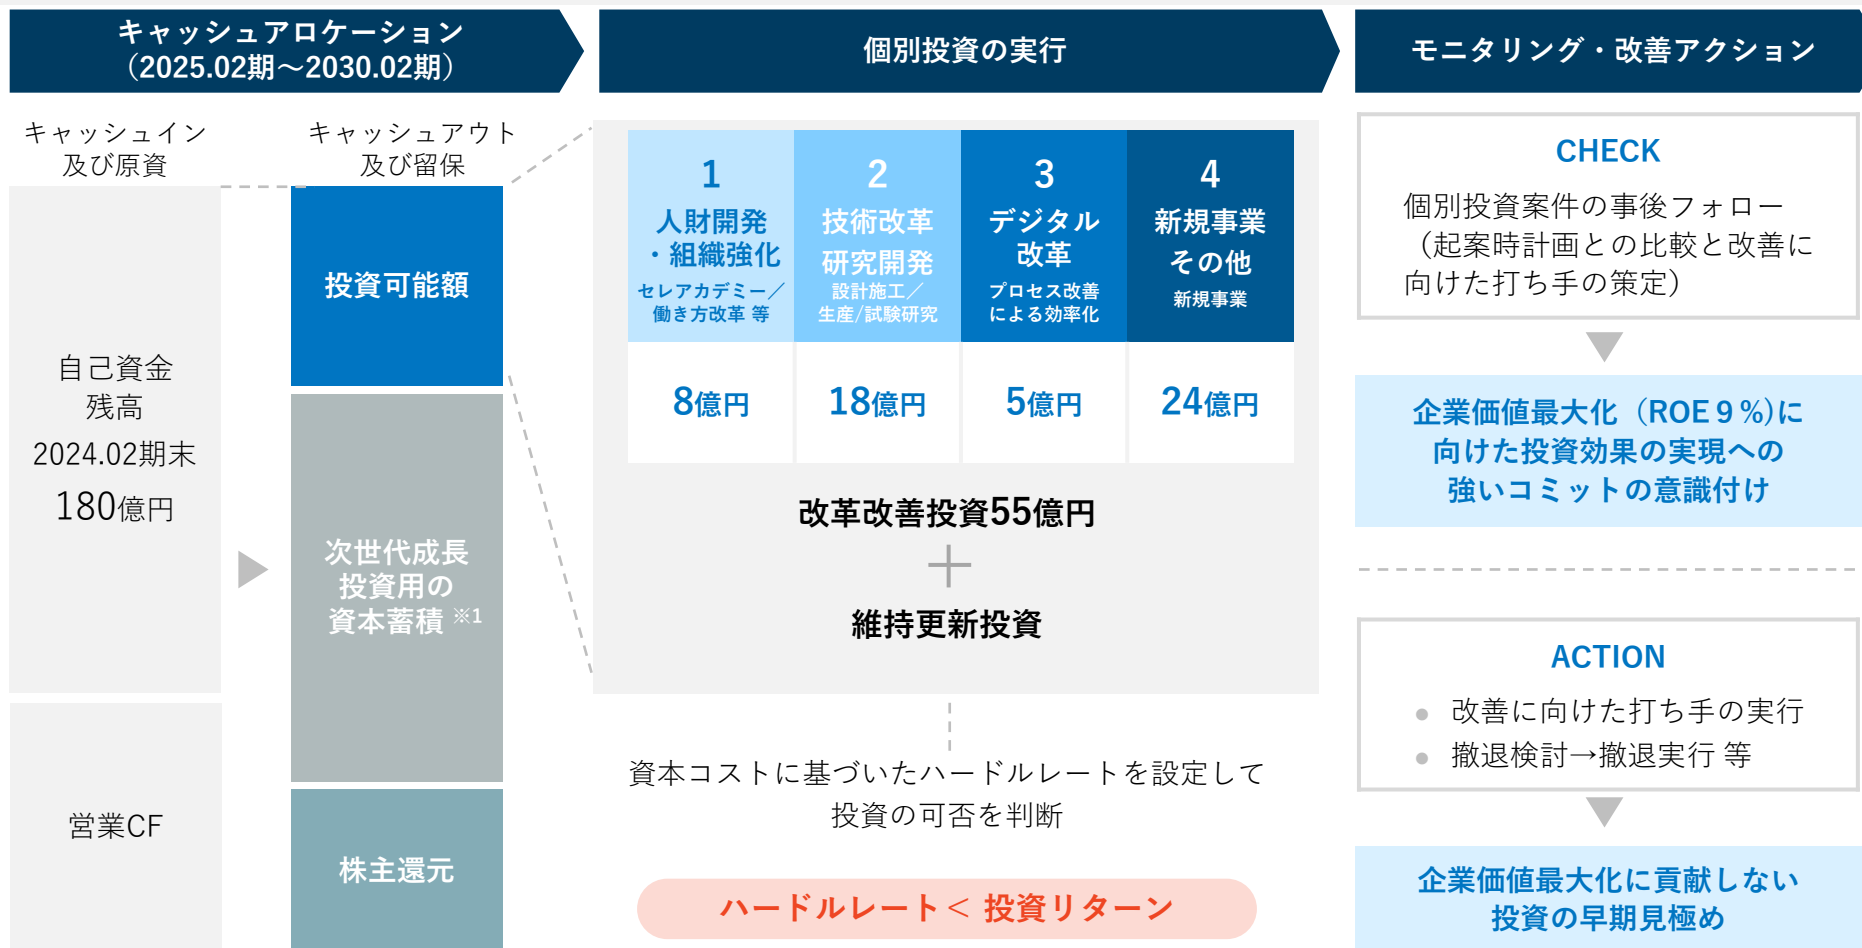 キャッシュアロケーション
（2025.02期～2030.02期）
個別投資の実行
モニタリング・改善アクション
キャッシュイン
及び原資
キャッシュアウト
及び留保
自己資金
残高
2024.02期末
180億円
営業CF
投資可能額
次世代成長
投資用の
資本蓄積 ※1
株主還元
1
人財開発
・組織強化
セレアカデミー／
働き方改革 等
8億円
2
技術改革
研究開発
設計施工／
生産/試験研究
18億円
3
デジタル
改革
プロセス改善
による効率化
5億円
4
新規事業
その他
新規事業
24億円
改革改善投資55億円
＋
維持更新投資
資本コストに基づいたハードルレートを設定して
投資の可否を判断
ハードルレート＜ 投資リターン
CHECK
個別投資案件の事後フォロー
（起案時計画との比較と改善に
向けた打ち手の策定）
企業価値最大化（ROE９%)に
向けた投資効果の実現への
強いコミットの意識付け
ACTION
● 改善に向けた打ち手の実行
● 撤退検討→撤退実行 等
企業価値最大化に貢献しない
投資の早期見極め